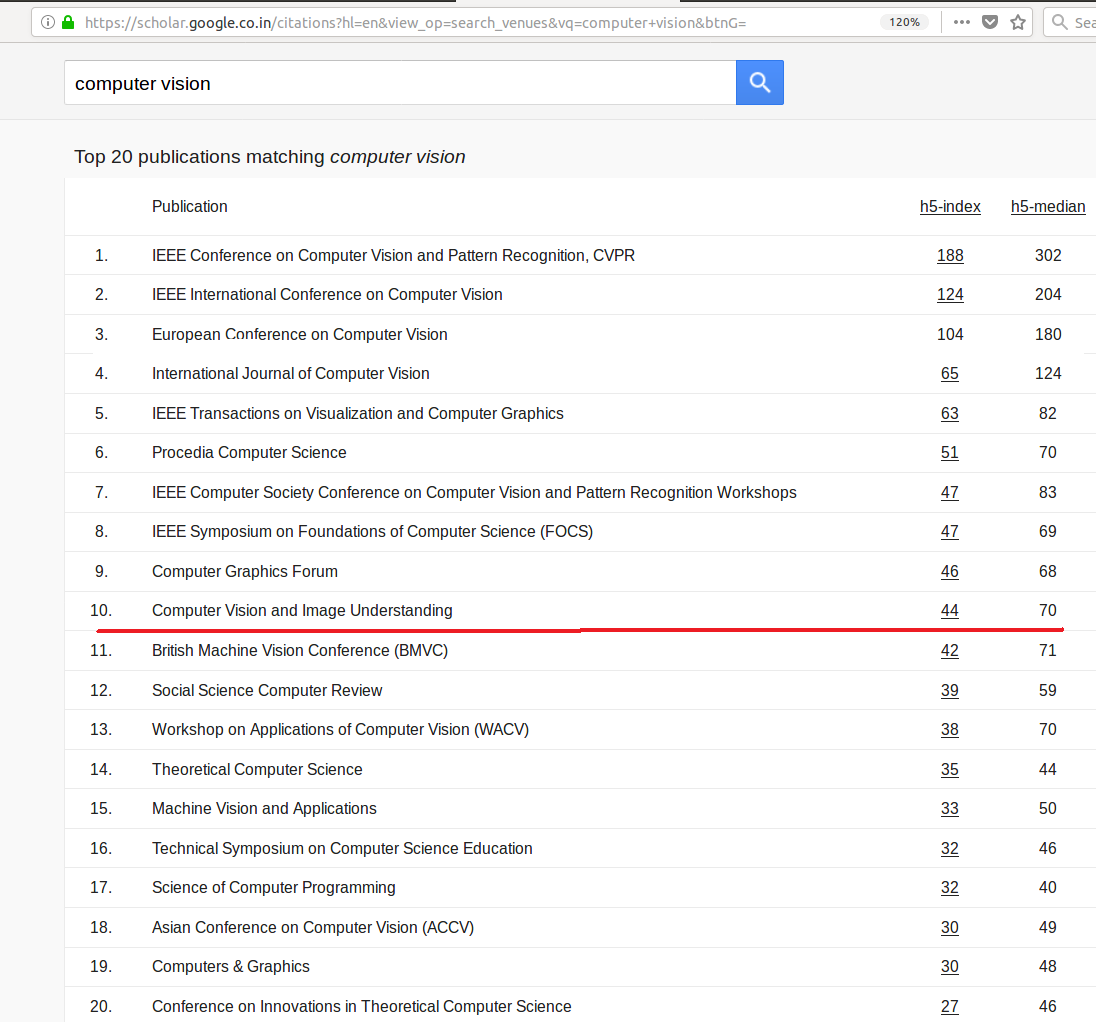 https://scholar.google.co.in/citations?hl=en&view_op=search_venues&vq=computer+vision&btnG= 120% Sea
computer vision
Top 20 publications matching computer vision
Publication h5-index h5-median
1. IEEE Conference on Computer Vision and Pattern Recognition, CVPR 188 302
2. IEEE International Conference on Computer Vision 124 204
3. European Conference on Computer Vision 104 180
4. International Journal of Computer Vision 65 124
5. IEEE Transactions on Visualization and Computer Graphics 63 82
6. Procedia Computer Science 51 70
7. IEEE Computer Society Conference on Computer Vision and Pattern Recognition Workshops 47 83
8. IEEE Symposium on Foundations of Computer Science (FOCS) 47 69
9. Computer Graphics Forum 46 68
10. Computer Vision and Image Understanding 44 70
11. British Machine Vision Conference (BMVC) 42 71
12. Social Science Computer Review 39 59
13. Workshop on Applications of Computer Vision (WACV) 38 70
14. Theoretical Computer Science 35 44
15. Machine Vision and Applications 33 50
16. Technical Symposium on Computer Science Education 32 46
17. Science of Computer Programming 32 40
18. Asian Conference on Computer Vision (ACCV) 30 49
19. Computers & Graphics 30 48
20. Conference on Innovations in Theoretical Computer Science 27 46